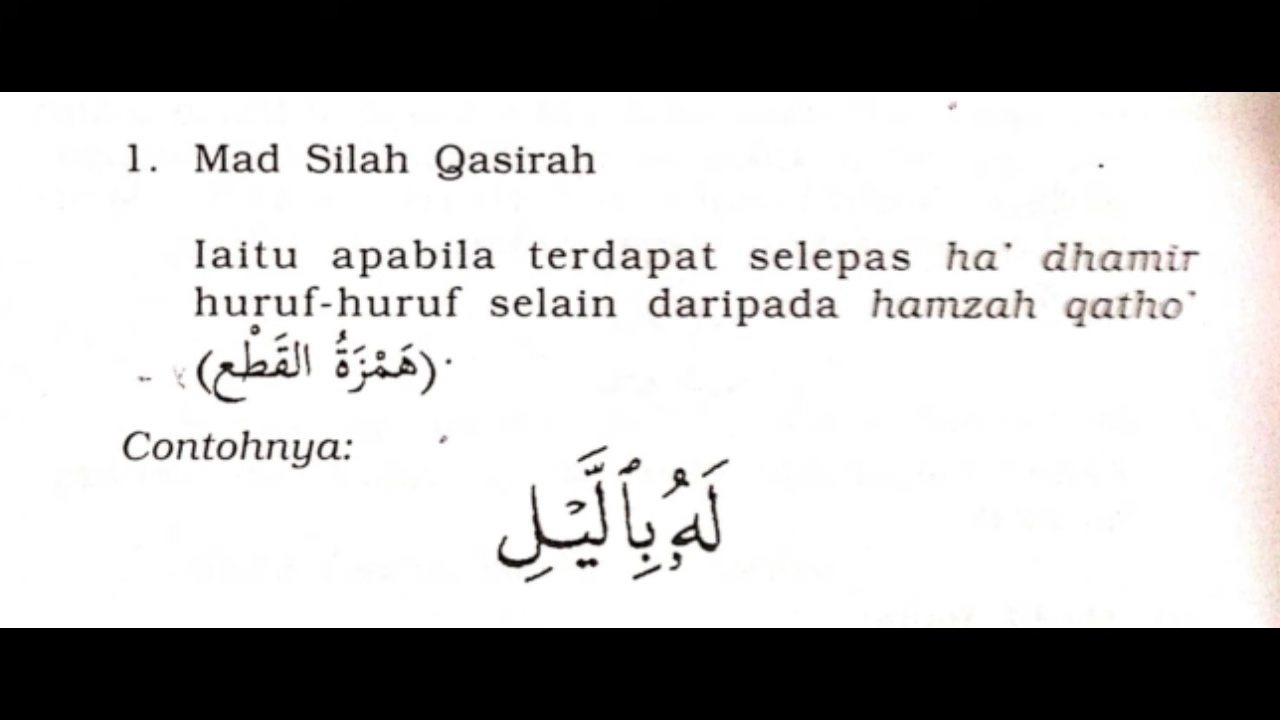 1. Mad Silah Qasirah
Iaitu apabila terdapat selepas ha' dhamir
huruf-huruf selain daripada hamzah qatho'
(هَمْزَةُ القَطْع).
Contohnya:
لَهُۥ بِٱلَّيۡلِ